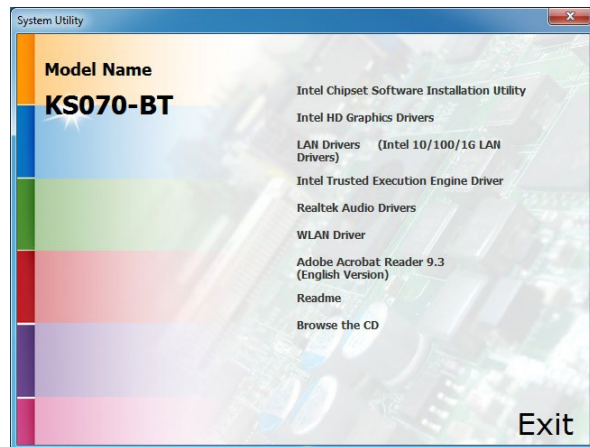 System Utility
Model Name
KS070-BT
Intel Chipset Software Installation Utility
Intel HD Graphics Drivers
LAN Drivers (Intel 10/100/1G LAN
Drivers)
Intel Trusted Execution Engine Driver
Realtek Audio Drivers
WLAN Driver
Adobe Acrobat Reader 9.3
(English Version)
Readme
Browse the CD
Exit